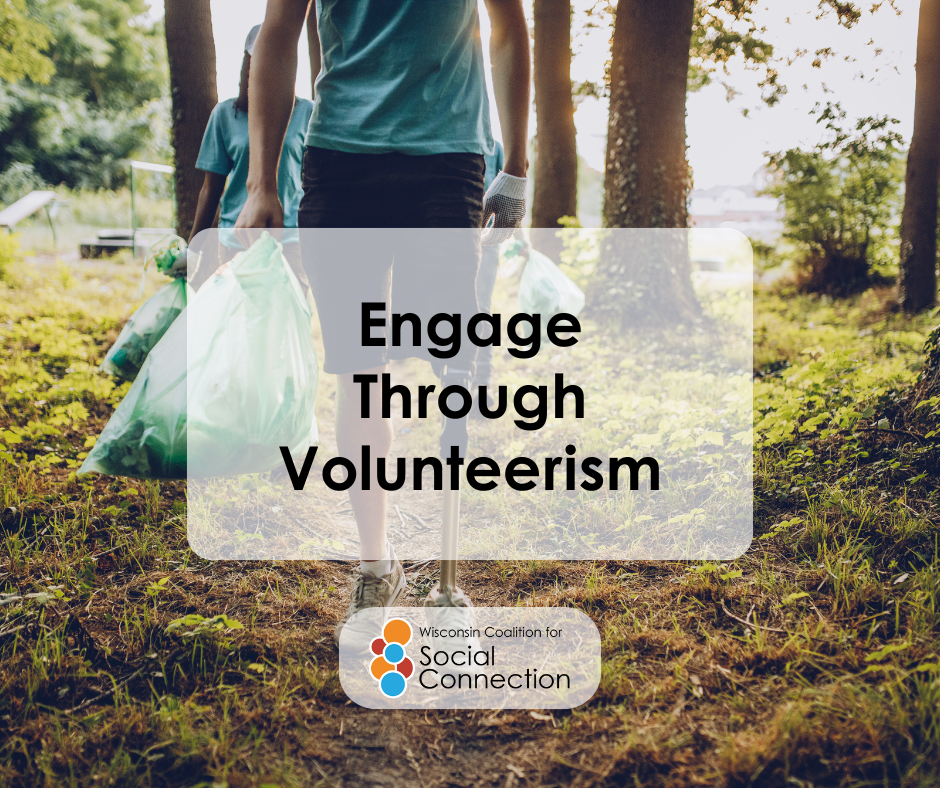 Engage
Through
Volunteerism
Wisconsin Coalition for
Social
Connection